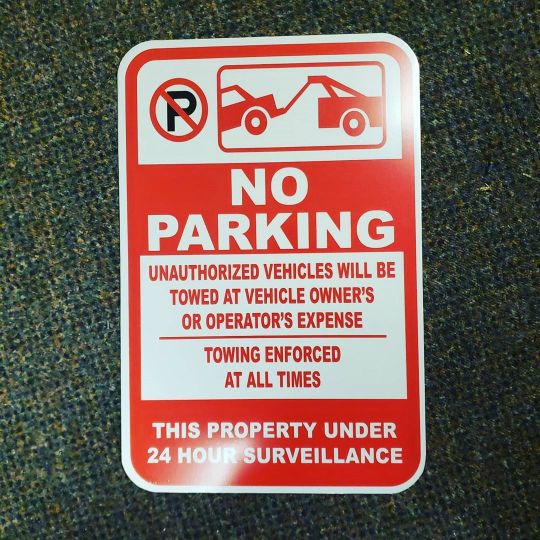 P
NO
PARKING
UNAUTHORIZED VEHICLES WILL BE
TOWED AT VEHICLE OWNER'S
OR OPERATOR'S EXPENSE
TOWING ENFORCED
AT ALL TIMES
THIS PROPERTY UNDER
24 HOUR SURVEILLANCE